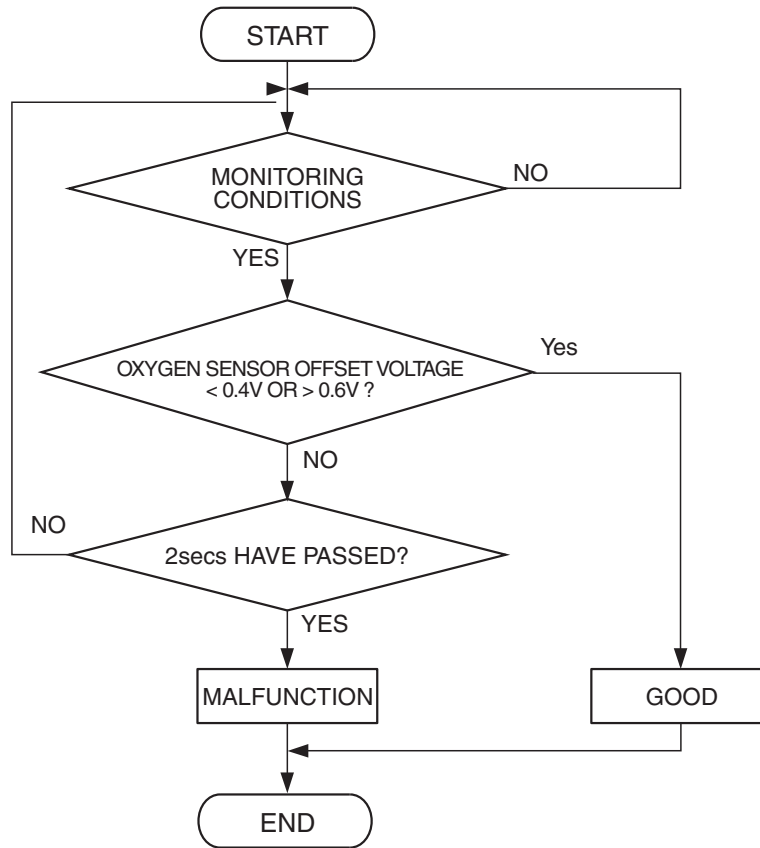 START
MONITORING
CONDITIONS
NO
YES
OXYGEN SENSOR OFFSET VOLTAGE
< 0.4V OR > 0.6V ?
Yes
NO
NO
2secs HAVE PASSED?
YES
MALFUNCTION
GOOD
END